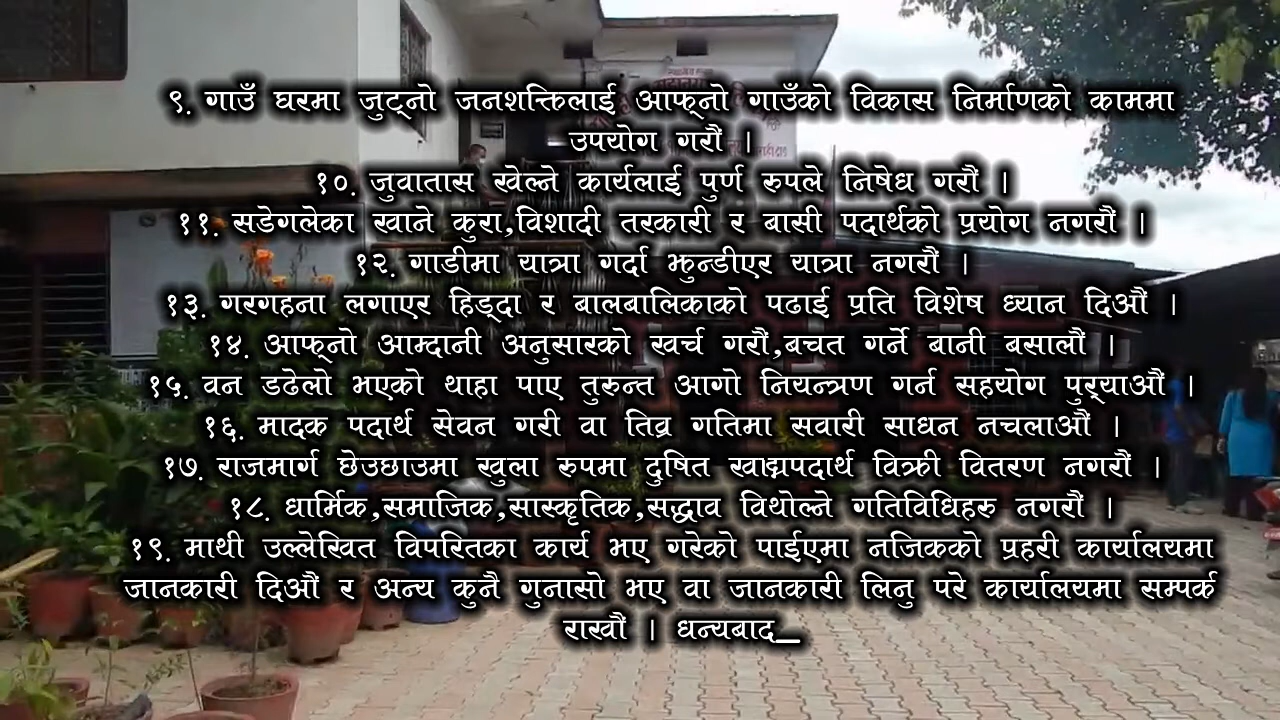 ९. गाउँ घरमा जुट्नो जनशक्तिलाई आफ्नो गाउँको विकास निर्माणको काममा
उपयोग गरौं |
१०. जुवातास खेल्ने कार्यलाई पुर्ण रुपले निषेध गरौं |
११. सडेगलेका खाने कुरा,विशादी तरकारी र बासी पदार्थको प्रयोग नगरौं |
१२. गाडीमा यात्रा गर्दा झुन्डीएर यात्रा नगरौं |
१३. गरगहना लगाएर हिड्दा र बालबालिकाको पढाई प्रति विशेष ध्यान दिऔं |
१४. आफ्नो आम्दानी अनुसारको खर्च गरौं,बचत गर्ने बानी बसालौं |
१५. वन डढेलो भएको थाहा पाए तुरुन्त आगो नियन्त्रण गर्न सहयोग पुर्‍याऔं |
१६. मादक पदार्थ सेवन गरी वा तिव्र गतिमा सवारी साधन नचलाऔं |
१७. राजमार्ग छेउछाउमा खुला रुपमा दुषित खाद्यपदार्थ विक्री वितरण नगरौं |
१८. धार्मिक,समाजिक,सास्कृतिक,सद्भाव विथोल्ने गतिविधिहरु नगरौं |
१९. माथी उल्लेखित विपरितका कार्य भए गरेको पाईएमा नजिकको प्रहरी कार्यालयमा
जानकारी दिऔं र अन्य कुनै गुनासो भए वा जानकारी लिनु परे कार्यालयमा सम्पर्क
राखौं | धन्यबाद_